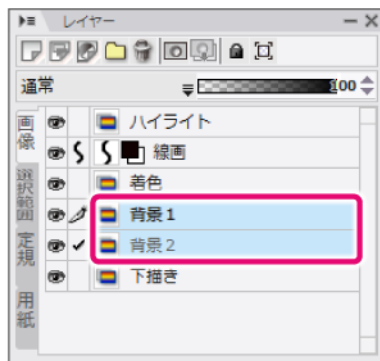 レイヤー
通常
100
画像
選択範囲
定規
用紙
ハイライト
線画
着色
背景1
背景2
下描き